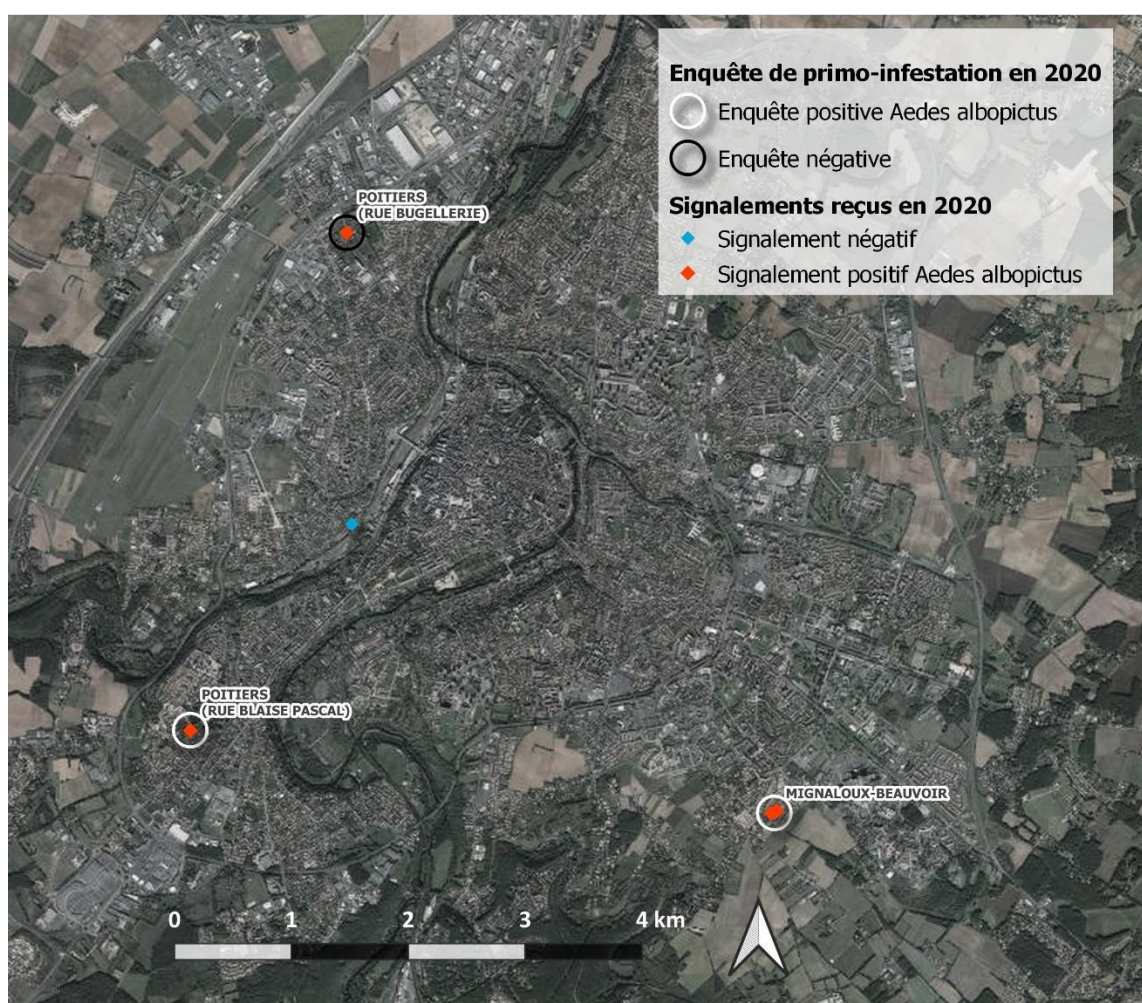 Enquête de primo-infestation en 2020
Enquête positive Aedes albopictus
Enquête négative
Signalements reçus en 2020
Signalement négatif
Signalement positif Aedes albopictus
POITIERS
(RUE BUGELLERIE)
POITIERS
(RUE BLAISE PASCAL)
MIGNALOUX-BEAUVOIR
0 1 2 3 4 km